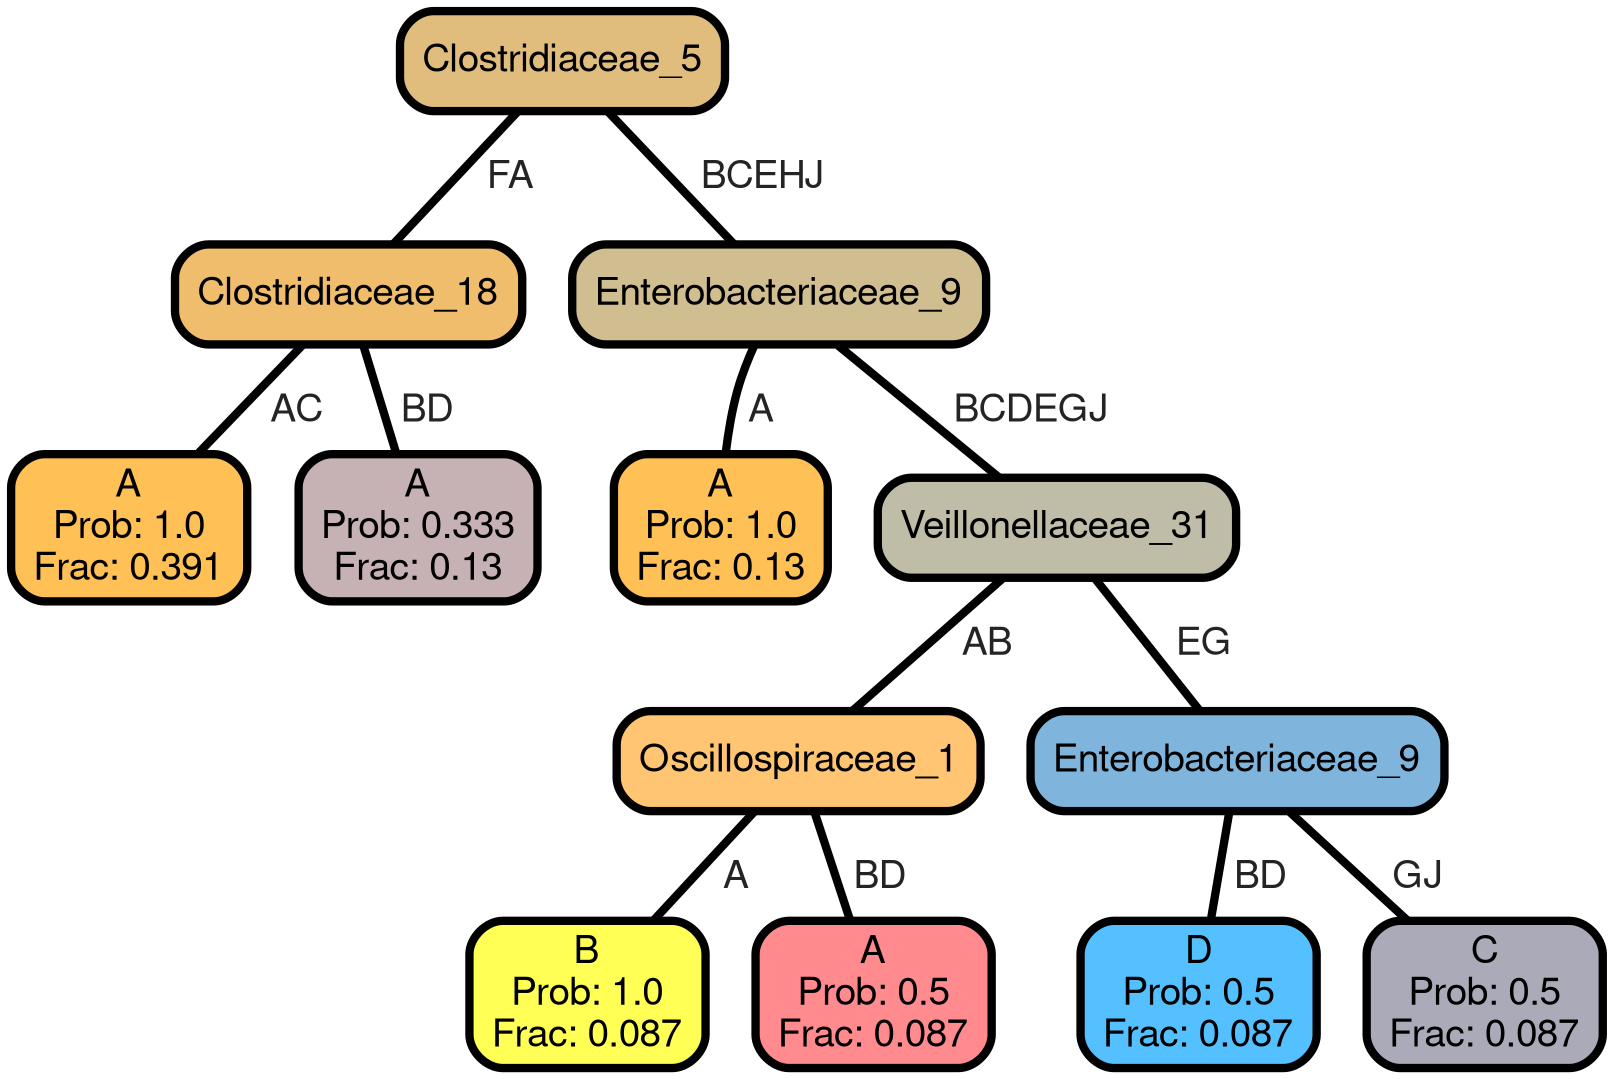 Clostridiaceae_5
FA
BCEHJ
Clostridiaceae_18
Enterobacteriaceae_9
AC
BD
A
BCDEGJ
A
Prob: 1.0
Frac: 0.391
A
Prob: 0.333
Frac: 0.13
A
Prob: 1.0
Frac: 0.13
Veillonellaceae_31
AB
EG
Oscillospiraceae_1
Enterobacteriaceae_9
A
BD
BD
GJ
B
Prob: 1.0
Frac: 0.087
A
Prob: 0.5
Frac: 0.087
D
Prob: 0.5
Frac: 0.087
C
Prob: 0.5
Frac: 0.087